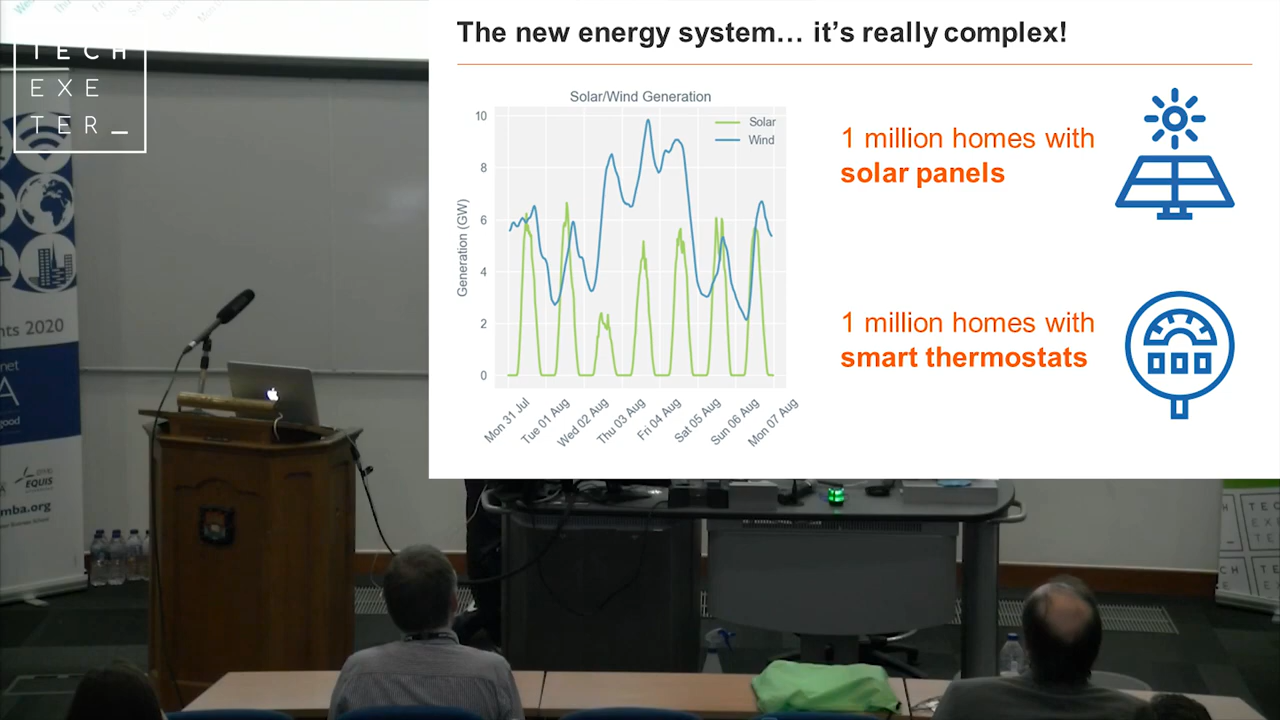 TECH
EXE
TER_
The new energy system… it’s really complex!
Solar/Wind Generation
Solar
Wind
Generation (GW)
10
8
6
4
2
0
Mon 31 Jul
Tue 01 Aug
Wed 02 Aug
Thu 03 Aug
Fri 04 Aug
Sat 05 Aug
Sun 06 Aug
Mon 07 Aug
1 million homes with
solar panels
1 million homes with
smart thermostats
nts 2020
net
A
good
EQUIS
mba.org